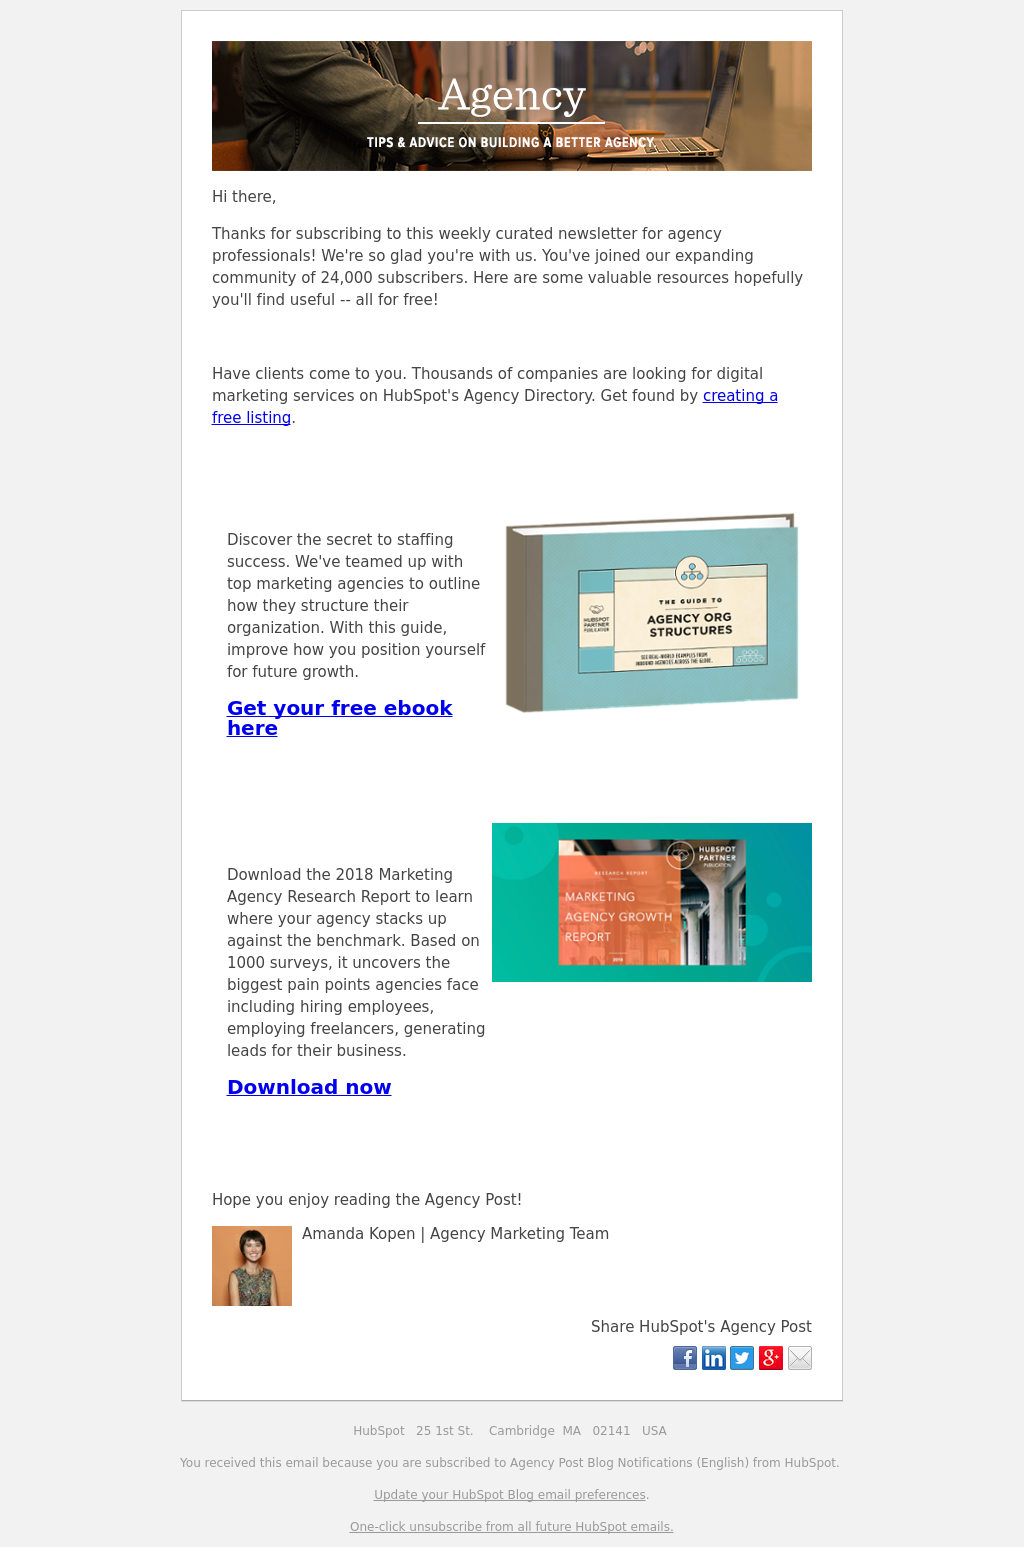 Agency
TIPS & ADVICE ON BUILDING A BETTER AGENCY.
Hi there,
Thanks for subscribing to this weekly curated newsletter for agency
professionals! We're so glad you're with us. You've joined our expanding
community of 24,000 subscribers. Here are some valuable resources hopefully
you'll find useful -- all for free!
Have clients come to you. Thousands of companies are looking for digital
marketing services on HubSpot's Agency Directory. Get found by creating a
free listing.
Discover the secret to staffing
success. We've teamed up with
top marketing agencies to outline
how they structure their
organization. With this guide,
improve how you position yourself
for future growth.
Get your free ebook
here
HUBSPOT
PARTNER
PUBLICATION
THE GUIDE TO
AGENCY ORG
STRUCTURES
SEE REAL-WORLD EXAMPLES FROM
INBOUND AGENCIES ACROSS THE GLOBE.
Download the 2018 Marketing
Agency Research Report to learn
where your agency stacks up
against the benchmark. Based on
1000 surveys, it uncovers the
biggest pain points agencies face
including hiring employees,
employing freelancers, generating
leads for their business.
Download now
HUBSPOT
PARTNER
PUBLICATION
RESEARCH REPORT
MARKETING
AGENCY GROWTH
REPORT
2018
Hope you enjoy reading the Agency Post!
Amanda Kopen | Agency Marketing Team
Share HubSpot's Agency Post
f in g+
HubSpot 25 1st St. Cambridge MA 02141 USA
You received this email because you are subscribed to Agency Post Blog Notifications (English) from HubSpot.
Update your HubSpot Blog email preferences.
One-click unsubscribe from all future HubSpot emails.